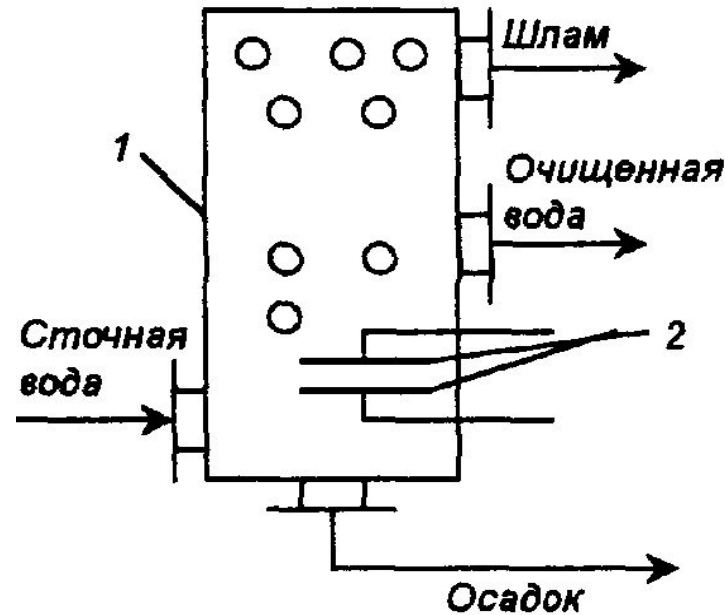 Шлам
1
Очищенная
вода
Сточная
вода
2
Осадок